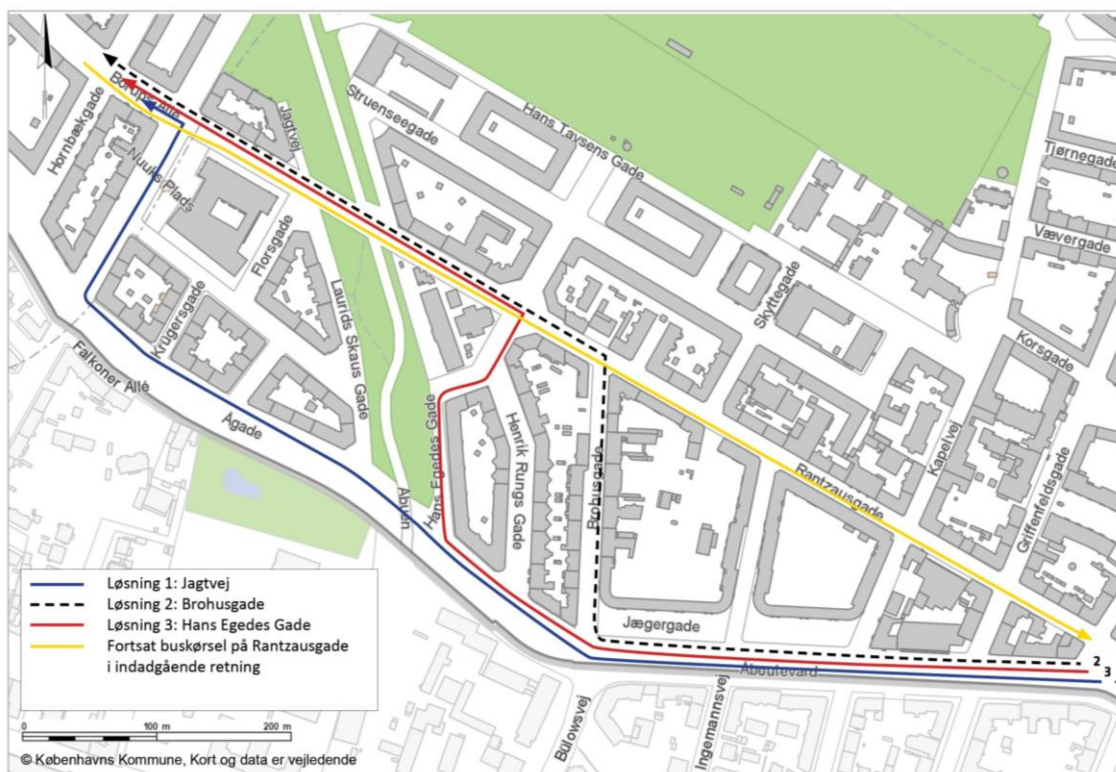 Borups Allé
Hornbækgade
Jagtvej
Struenseegade
Hans Tavsens Gade
Tjørnegade
Nuuks Plads
Vævergade
Florsgade
Krügersgade
Laurids Skaus Gade
Skyttegade
Korsgade
Falkoner Allé
Ågade
Åbuen
Hans Egedes Gade
Henrik Rungs Gade
Brohusgade
Rantzausgade
Kapelvej
Griffenfeldsgade
Jægergade
Åboulevard
2
3
Bülowsvej
Ingemannsvej
Løsning 1: Jagtvej
Løsning 2: Brohusgade
Løsning 3: Hans Egedes Gade
Fortsat buskørsel på Rantzausgade
i indadgående retning
0 100 m 200 m
© Københavns Kommune, Kort og data er vejledende